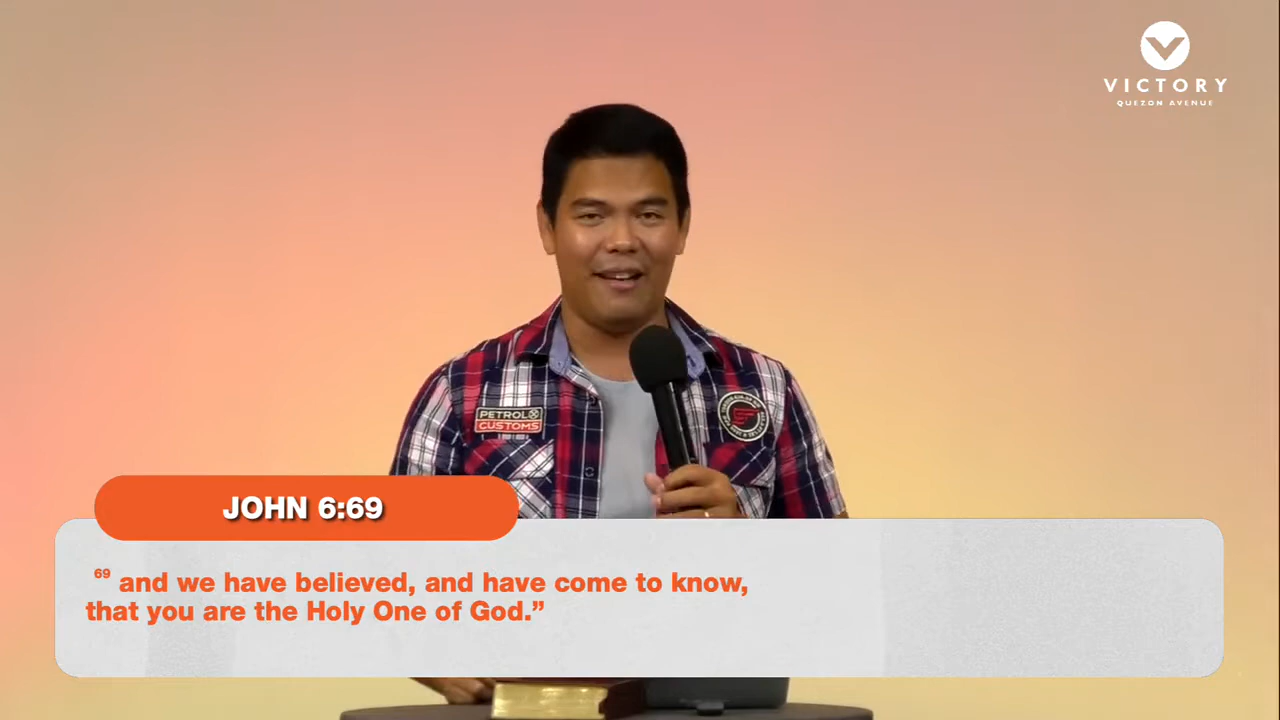 VICTORY
QUEZON AVENUE
PETROL
CUSTOMS
JOHN 6:69
69 and we have believed, and have come to know,
that you are the Holy One of God.”